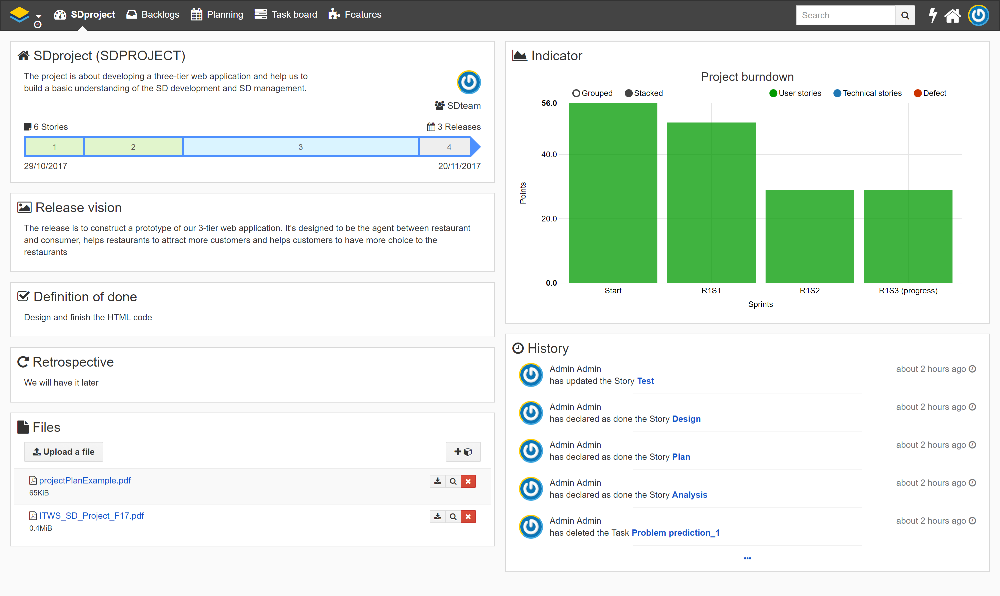 SDproject Backlogs Planning Task board Features Search
SDproject (SDPROJECT)
The project is about developing a three-tier web application and help us to
build a basic understanding of the SD development and SD management.
SDteam
6 Stories 3 Releases
1 2 3 4
29/10/2017 20/11/2017
Release vision
The release is to construct a prototype of our 3-tier web application. It’s designed to be the agent between restaurant
and consumer, helps restaurants to attract more customers and helps customers to have more choice to the
restaurants
Definition of done
Design and finish the HTML code
Retrospective
We will have it later
Files
Upload a file
projectPlanExample.pdf
65KiB
ITWS_SD_Project_F17.pdf
0.4MiB
Indicator
Project burndown
Grouped Stacked User stories Technical stories Defect
56.0
40.0
20.0
0.0
Points
Start R1S1 R1S2 R1S3 (progress)
Sprints
History
Admin Admin about 2 hours ago
has updated the Story Test
Admin Admin about 2 hours ago
has declared as done the Story Design
Admin Admin about 2 hours ago
has declared as done the Story Plan
Admin Admin about 2 hours ago
has declared as done the Story Analysis
Admin Admin about 2 hours ago
has deleted the Task Problem prediction_1
...